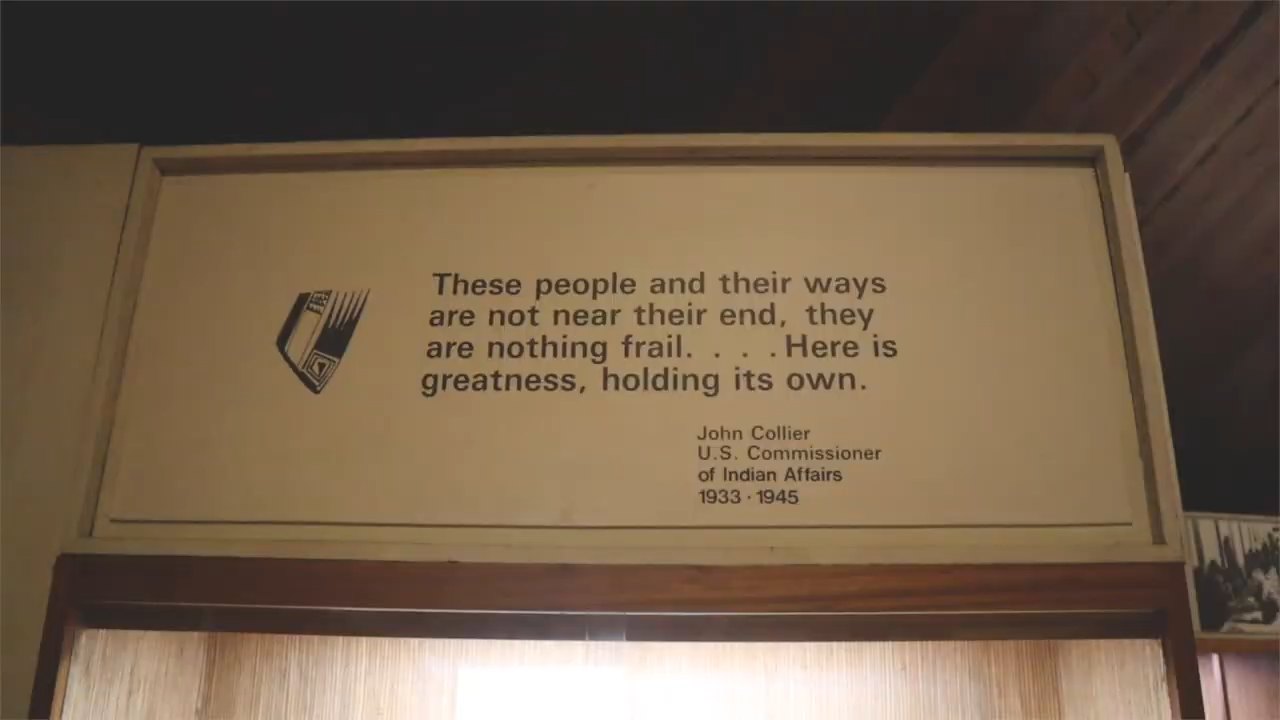 These people and their ways
are not near their end, they
are nothing frail. . . . Here is
greatness, holding its own.
John Collier
U.S. Commissioner
of Indian Affairs
1933 · 1945